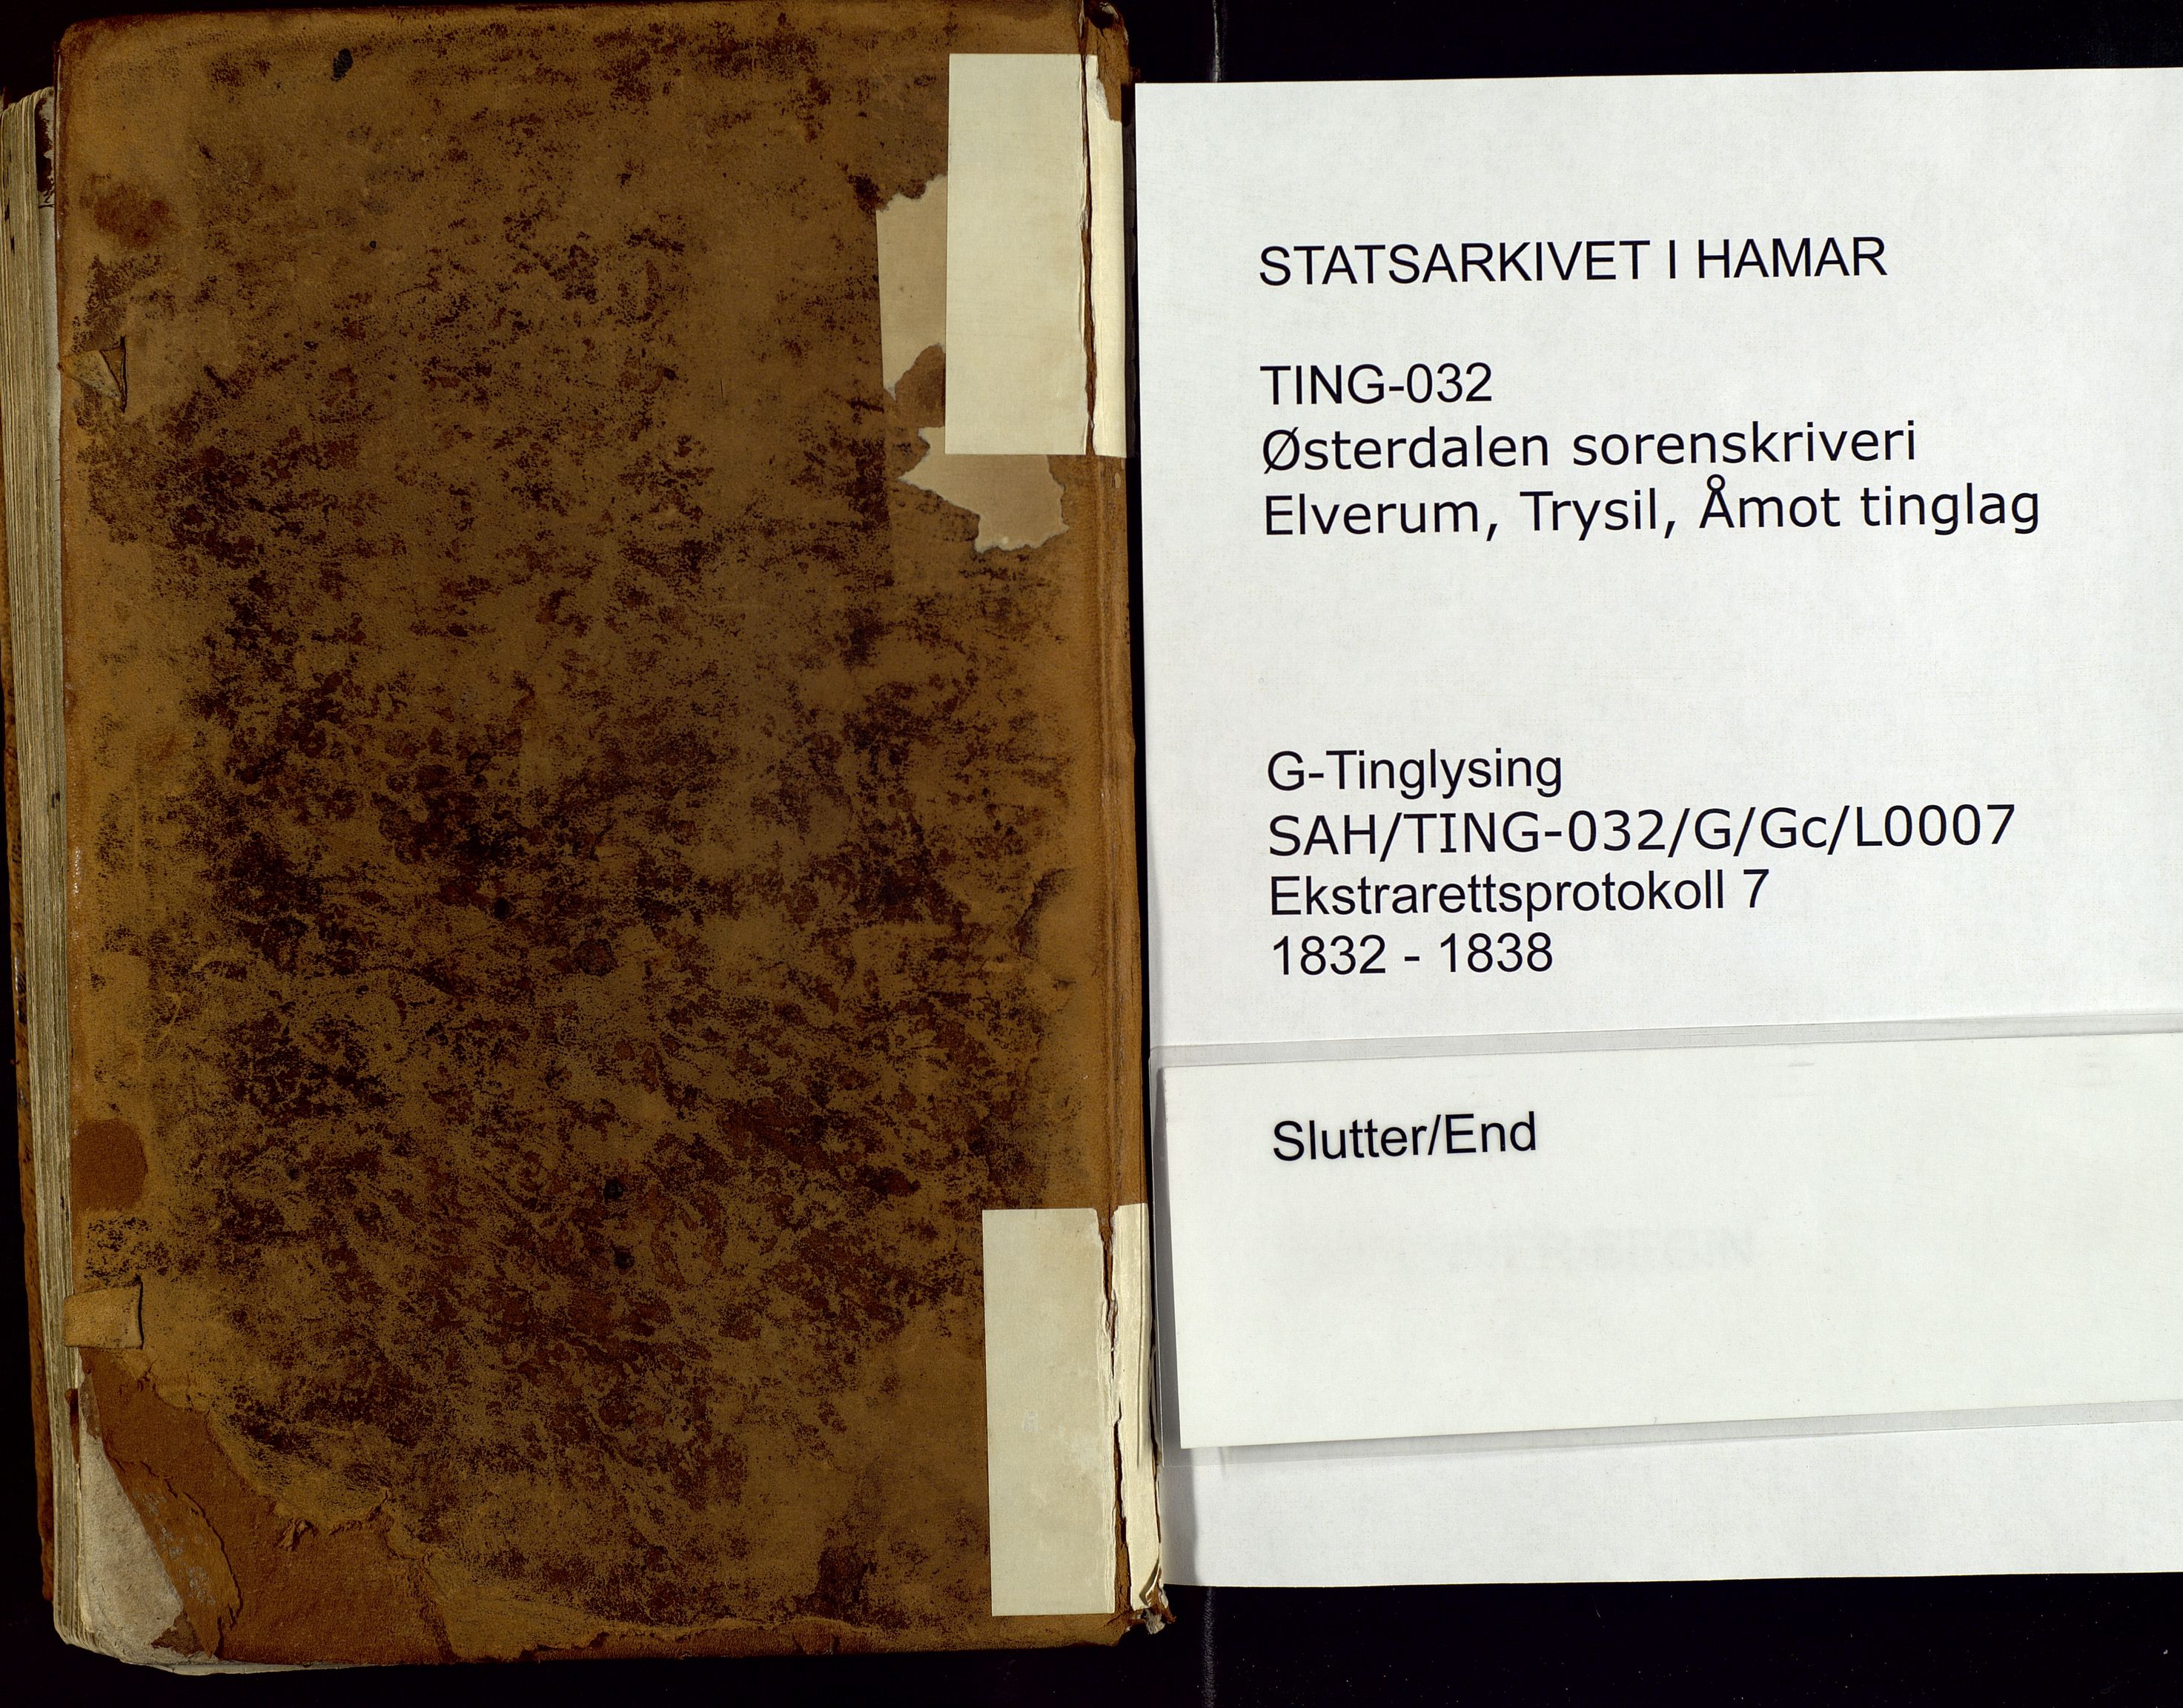 STATSARKIVET I HAMAR
TING-032
Østerdalen sorenskriveri
Elverum, Trysil, Åmot tinglag
G-Tinglysing
SAH/TING-032/G/Gc/L0007
Ekstrarettsprotokoll 7
1832 - 1838
Slutter/End